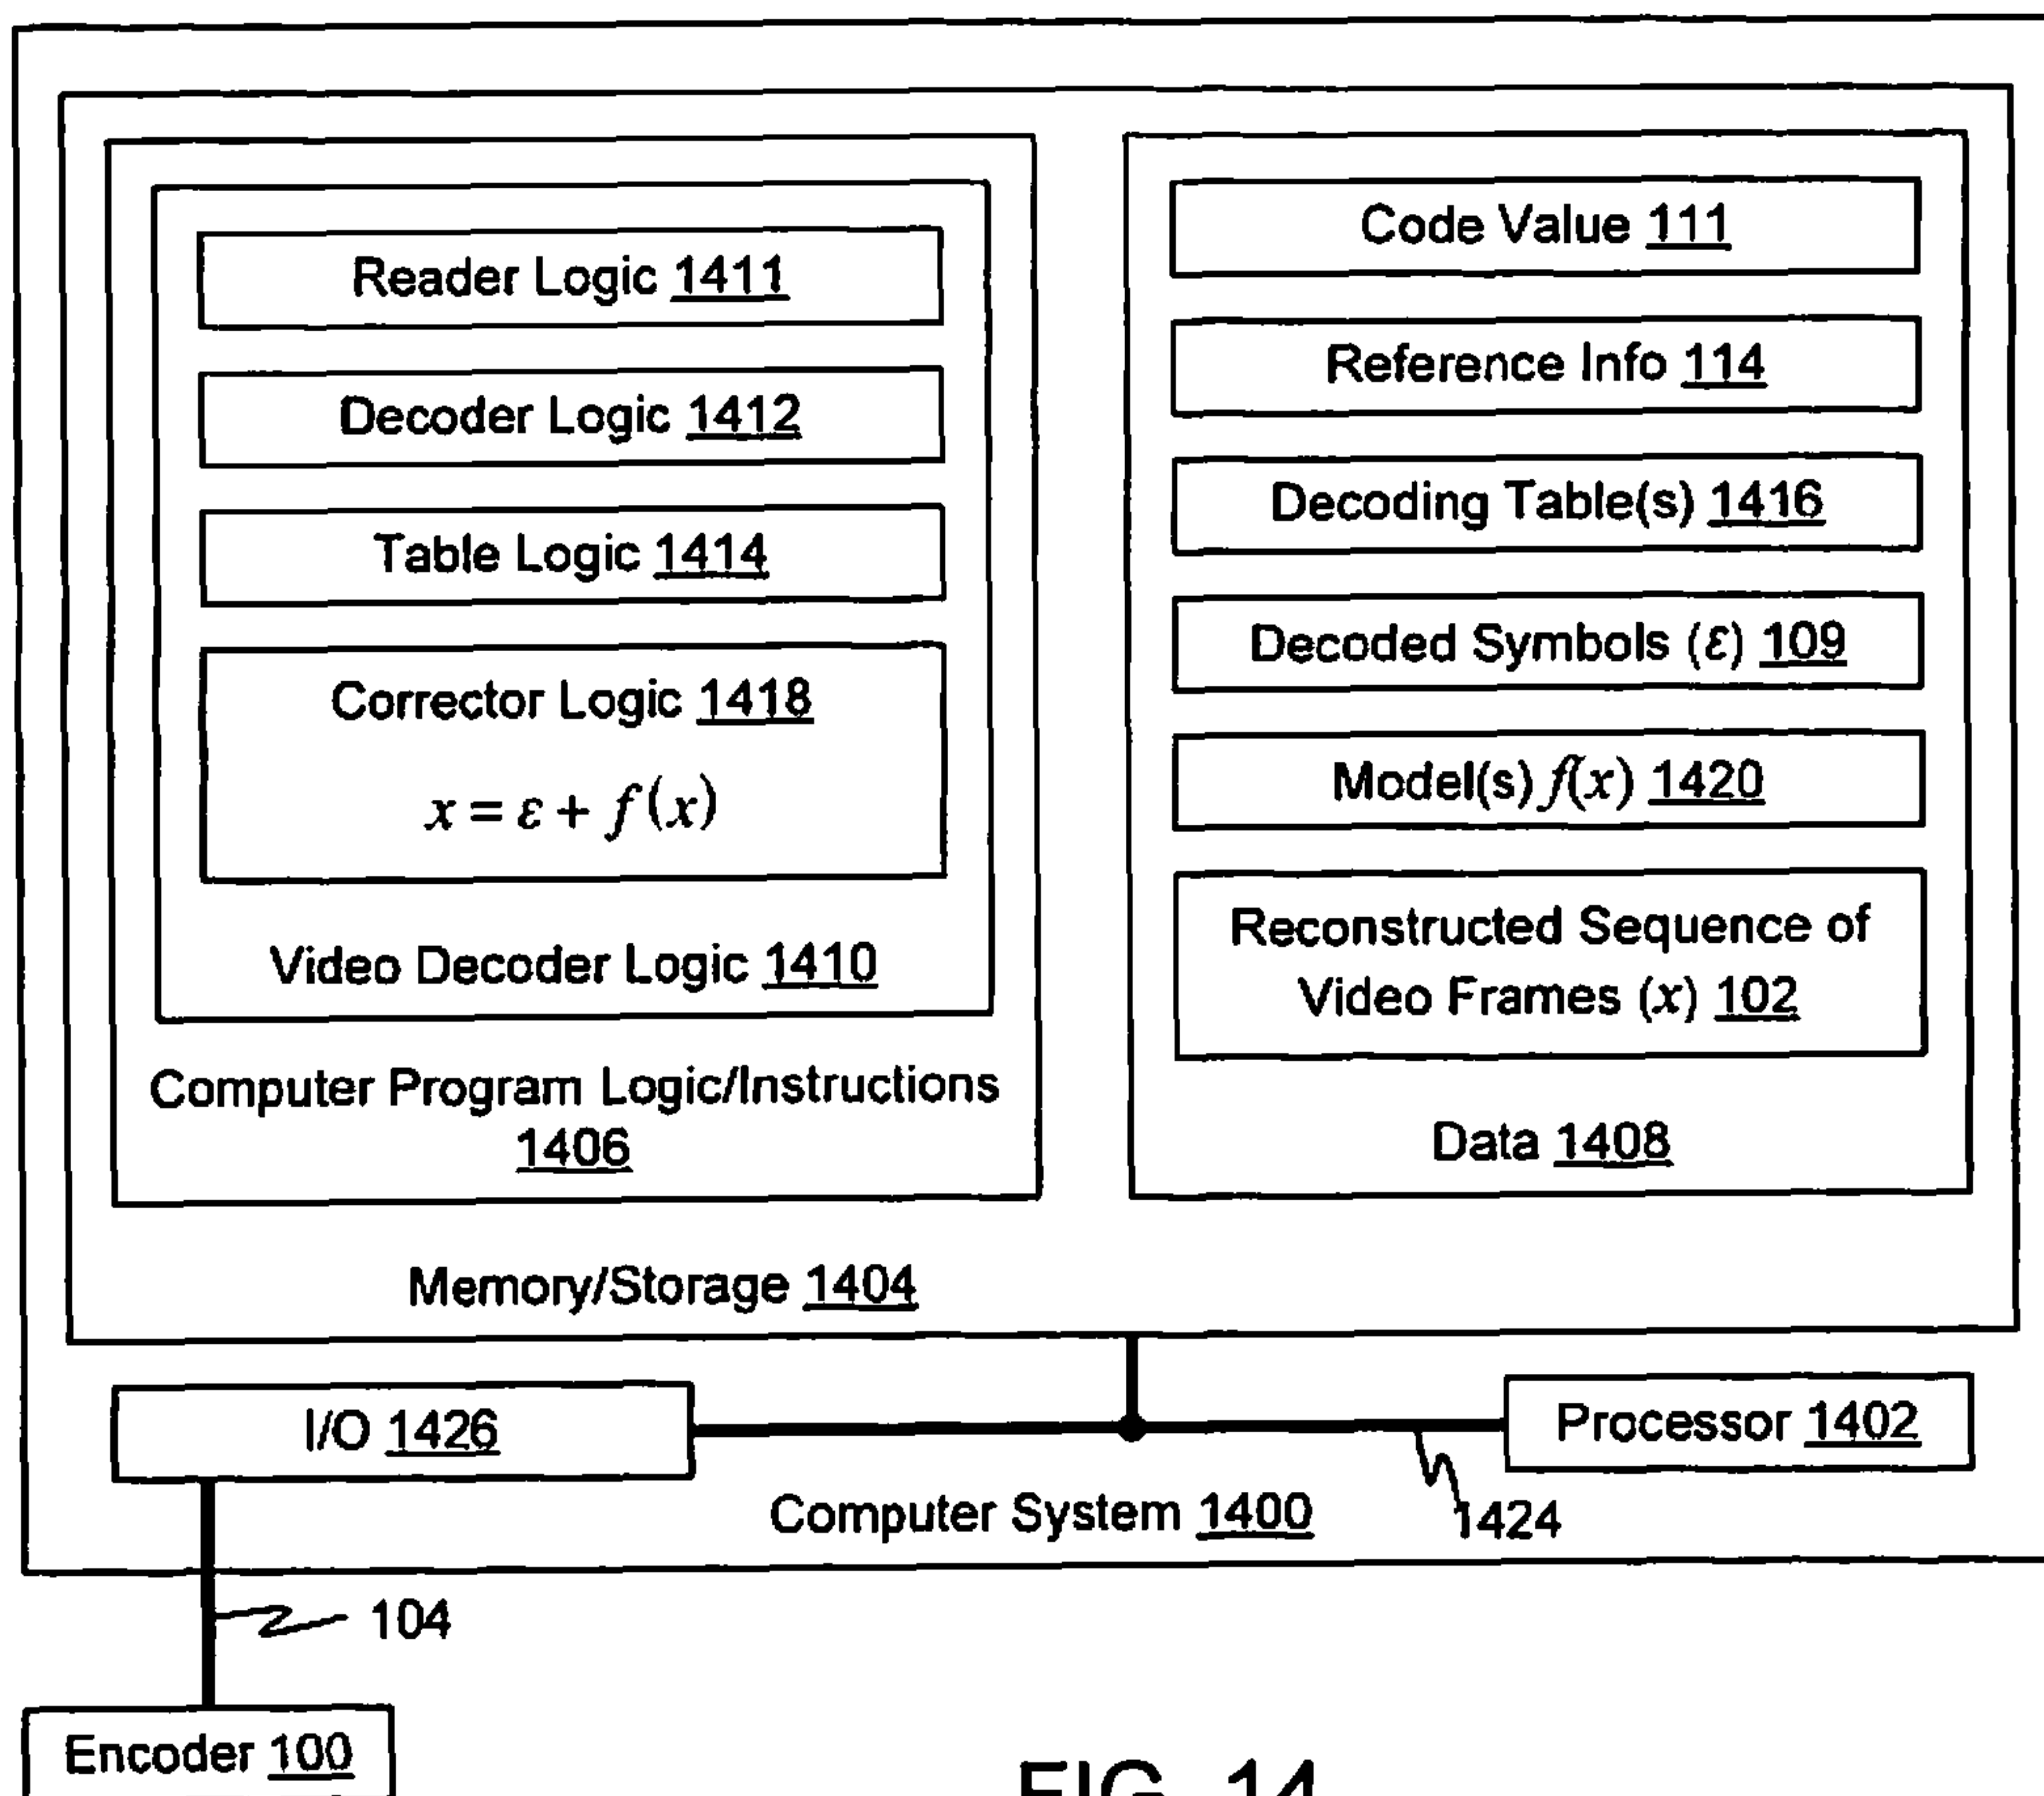 Reader Logic 1411
Decoder Logic 1412
Table Logic 1414
Corrector Logic 1418
x = ε + f(x)
Video Decoder Logic 1410
Computer Program Logic/Instructions
1406
Code Value 111
Reference Info 114
Decoding Table(s) 1416
Decoded Symbols (ε) 109
Model(s) f(x) 1420
Reconstructed Sequence of
Video Frames (x) 102
Data 1408
Memory/Storage 1404
I/O 1426
Processor 1402
Computer System 1400
1424
104
Encoder 100
FIG. 14